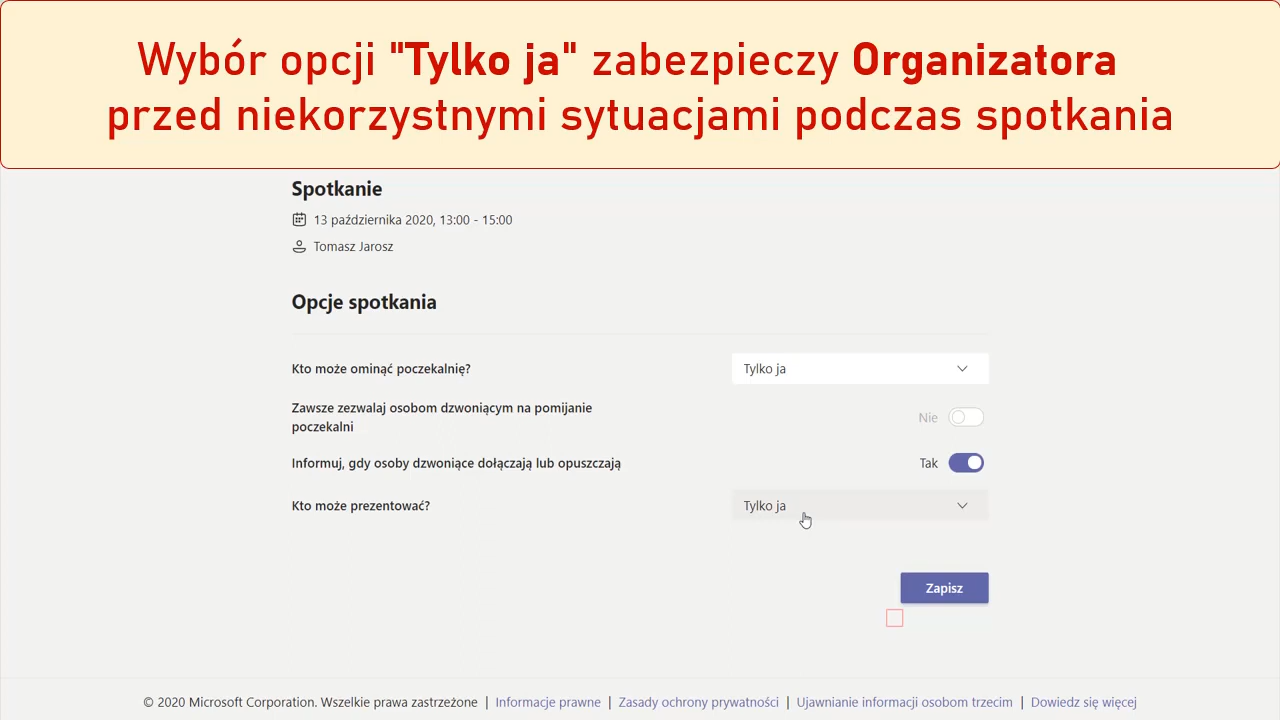 Wybór opcji "Tylko ja" zabezpieczy Organizatora
przed niekorzystnymi sytuacjami podczas spotkania
Spotkanie
13 października 2020, 13:00 - 15:00
Tomasz Jarosz
Opcje spotkania
Kto może ominąć poczekalnię?
Tylko ja
Zawsze zezwalaj osobom dzwoniącym na pomijanie
poczekalni
Nie
Informuj, gdy osoby dzwoniące dołączają lub opuszczają
Tak
Kto może prezentować?
Tylko ja
Zapisz
© 2020 Microsoft Corporation. Wszelkie prawa zastrzeżone | Informacje prawne | Zasady ochrony prywatności | Ujawnianie informacji osobom trzecim | Dowiedz się więcej